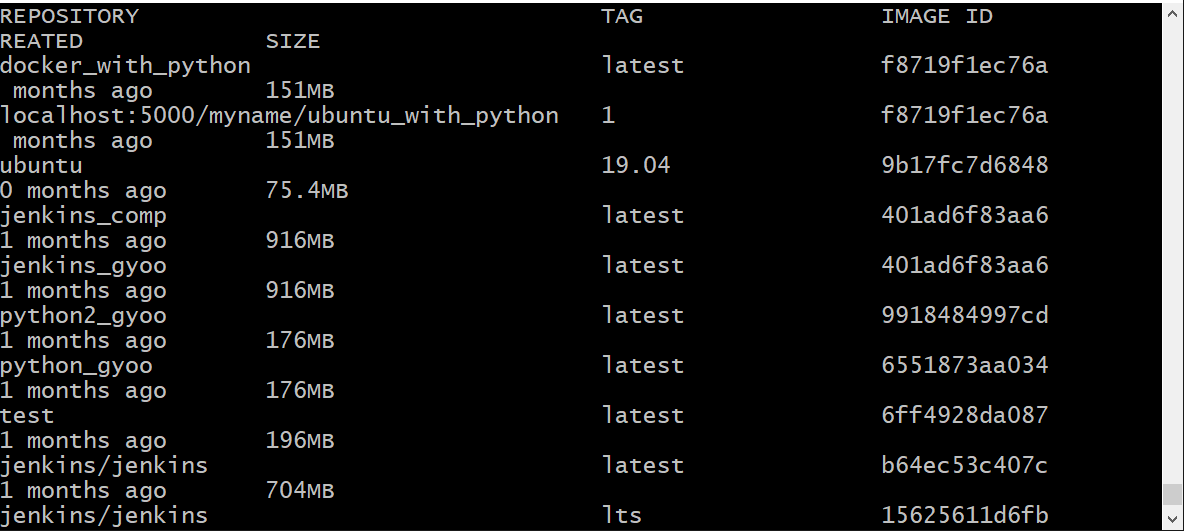 REPOSITORY TAG IMAGE ID
REATED SIZE
docker_with_python latest f8719f1ec76a
months ago 151MB
localhost:5000/myname/ubuntu_with_python 1 f8719f1ec76a
months ago 151MB
ubuntu 19.04 9b17fc7d6848
0 months ago 75.4MB
jenkins_comp latest 401ad6f83aa6
1 months ago 916MB
jenkins_gyoo latest 401ad6f83aa6
1 months ago 916MB
python2_gyoo latest 9918484997cd
1 months ago 176MB
python_gyoo latest 6551873aa034
1 months ago 176MB
test latest 6ff4928da087
1 months ago 196MB
jenkins/jenkins latest b64ec53c407c
1 months ago 704MB
jenkins/jenkins lts 15625611d6fb